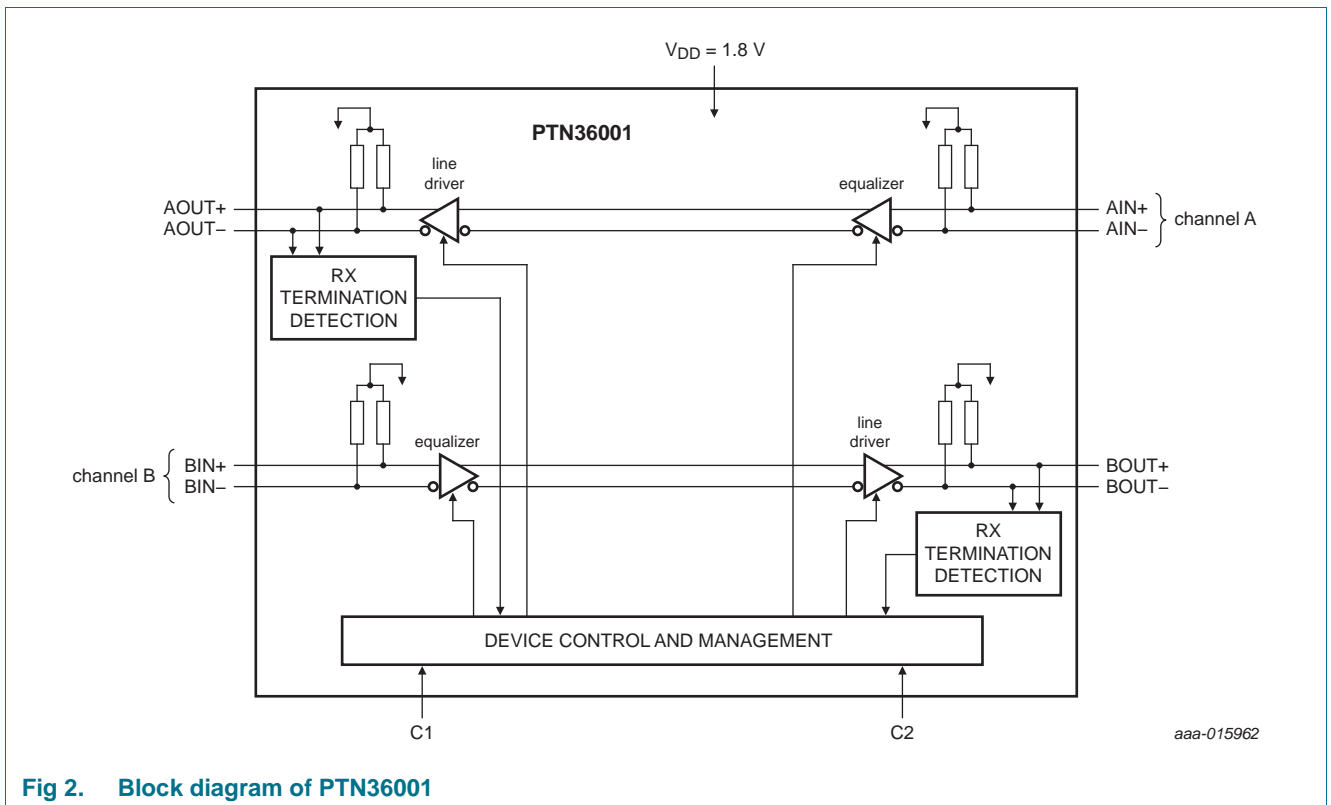 VDD = 1.8 V
PTN36001
line
driver
equalizer
AOUT+
AOUT−
AIN+
AIN−
channel A
RX
TERMINATION
DETECTION
equalizer
line
driver
channel B
BIN+
BIN−
BOUT+
BOUT−
RX
TERMINATION
DETECTION
DEVICE CONTROL AND MANAGEMENT
C1
C2
aaa-015962
Fig 2. Block diagram of PTN36001